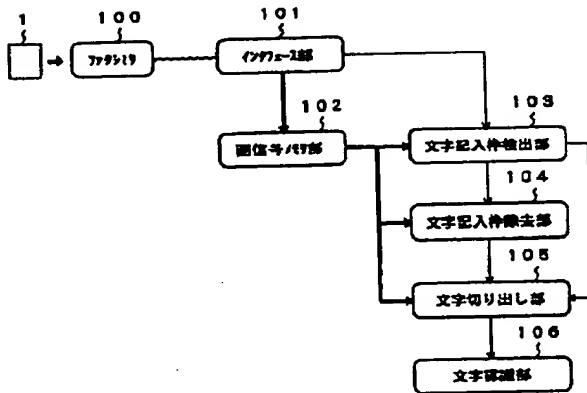 1
100
101
ファクシミリ
インタフェース部
102
103
画信号メモリ部
文字記入枠検出部
104
文字記入枠除去部
105
文字切り出し部
106
文字認識部